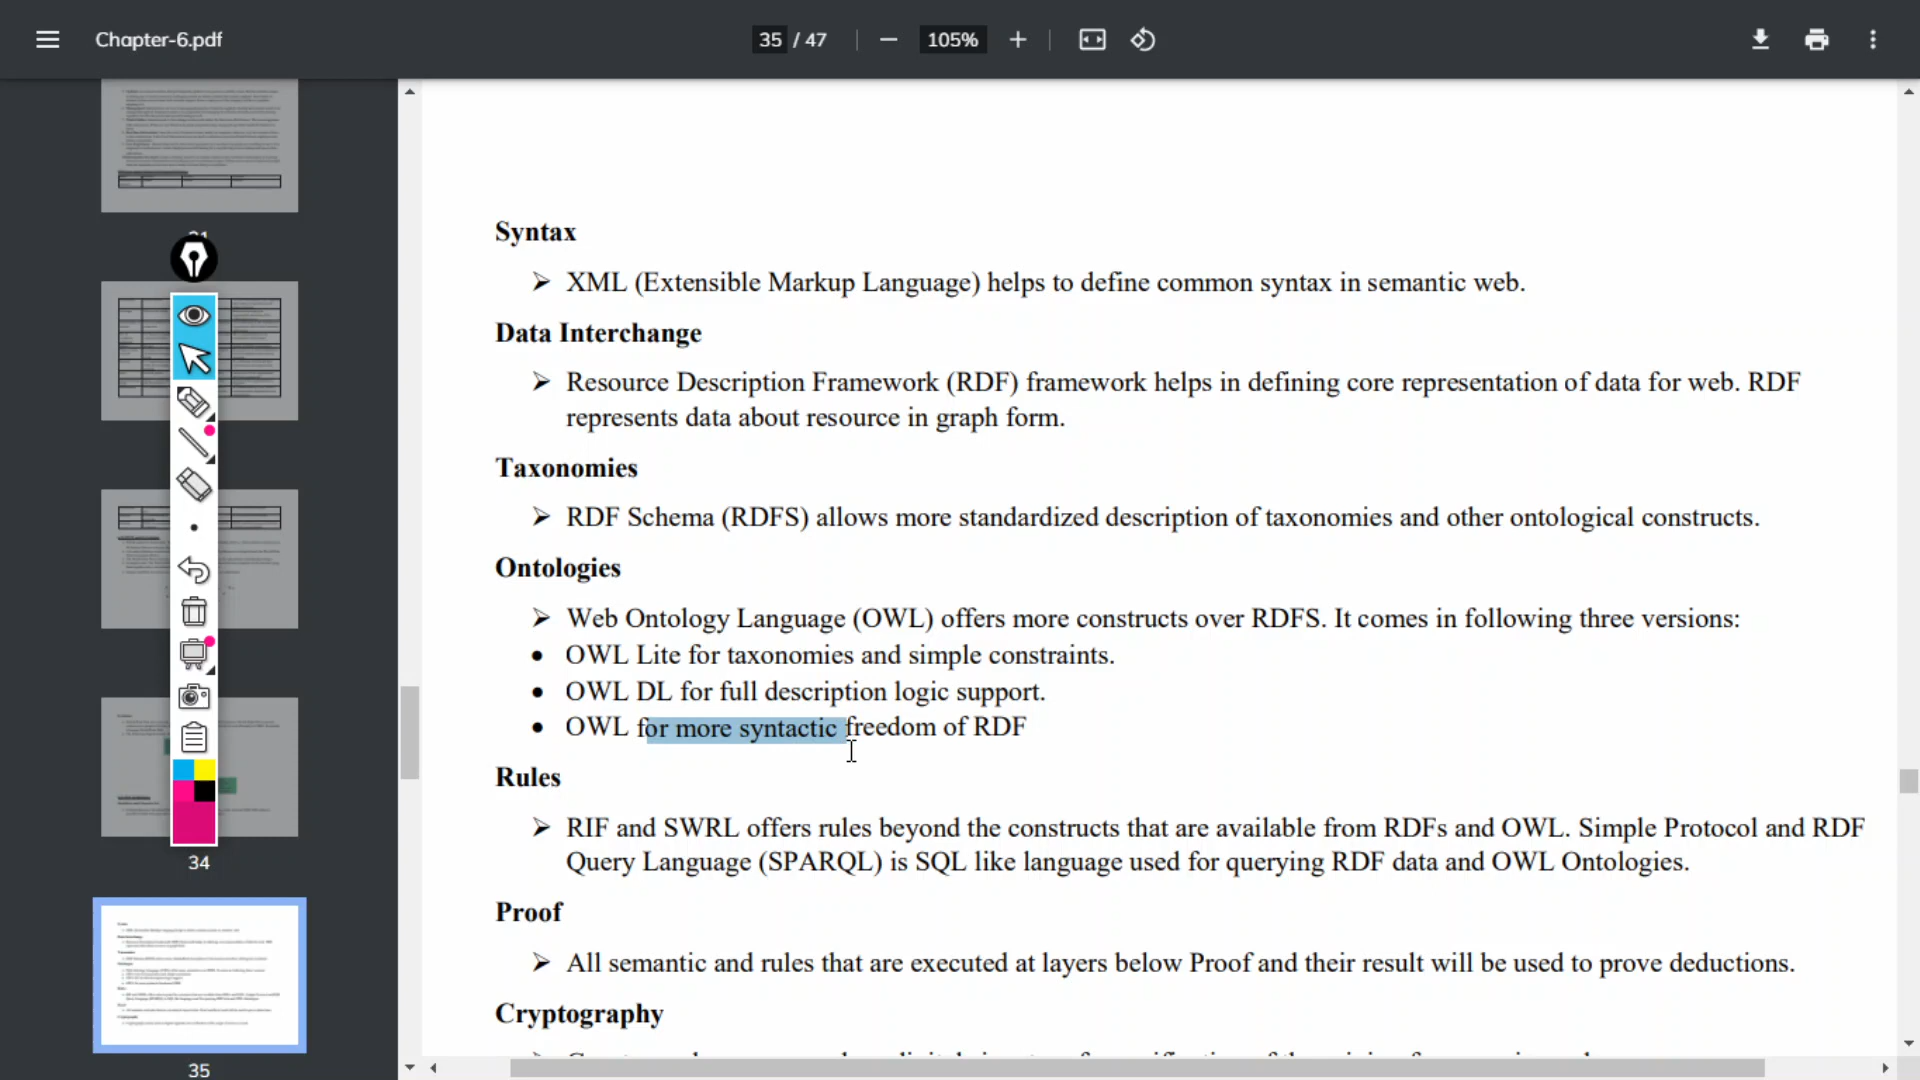 Chapter-6.pdf
35 / 47
105%
Syntax
➢ XML (Extensible Markup Language) helps to define common syntax in semantic web.
Data Interchange
➢ Resource Description Framework (RDF) framework helps in defining core representation of data for web. RDF
represents data about resource in graph form.
Taxonomies
➢ RDF Schema (RDFS) allows more standardized description of taxonomies and other ontological constructs.
Ontologies
➢ Web Ontology Language (OWL) offers more constructs over RDFS. It comes in following three versions:
• OWL Lite for taxonomies and simple constraints.
• OWL DL for full description logic support.
• OWL for more syntactic freedom of RDF
Rules
➢ RIF and SWRL offers rules beyond the constructs that are available from RDFs and OWL. Simple Protocol and RDF
Query Language (SPARQL) is SQL like language used for querying RDF data and OWL Ontologies.
Proof
➢ All semantic and rules that are executed at layers below Proof and their result will be used to prove deductions.
Cryptography
34
35